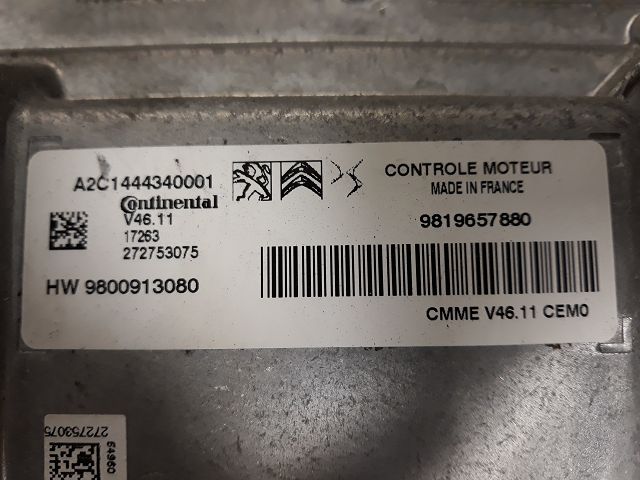 A2C1444340001
Continental
V46.11
17263
272753075
HW 9800913080
CONTROLE MOTEUR
MADE IN FRANCE
9819657880
CMME V46.11 CEM0
272753075
64960